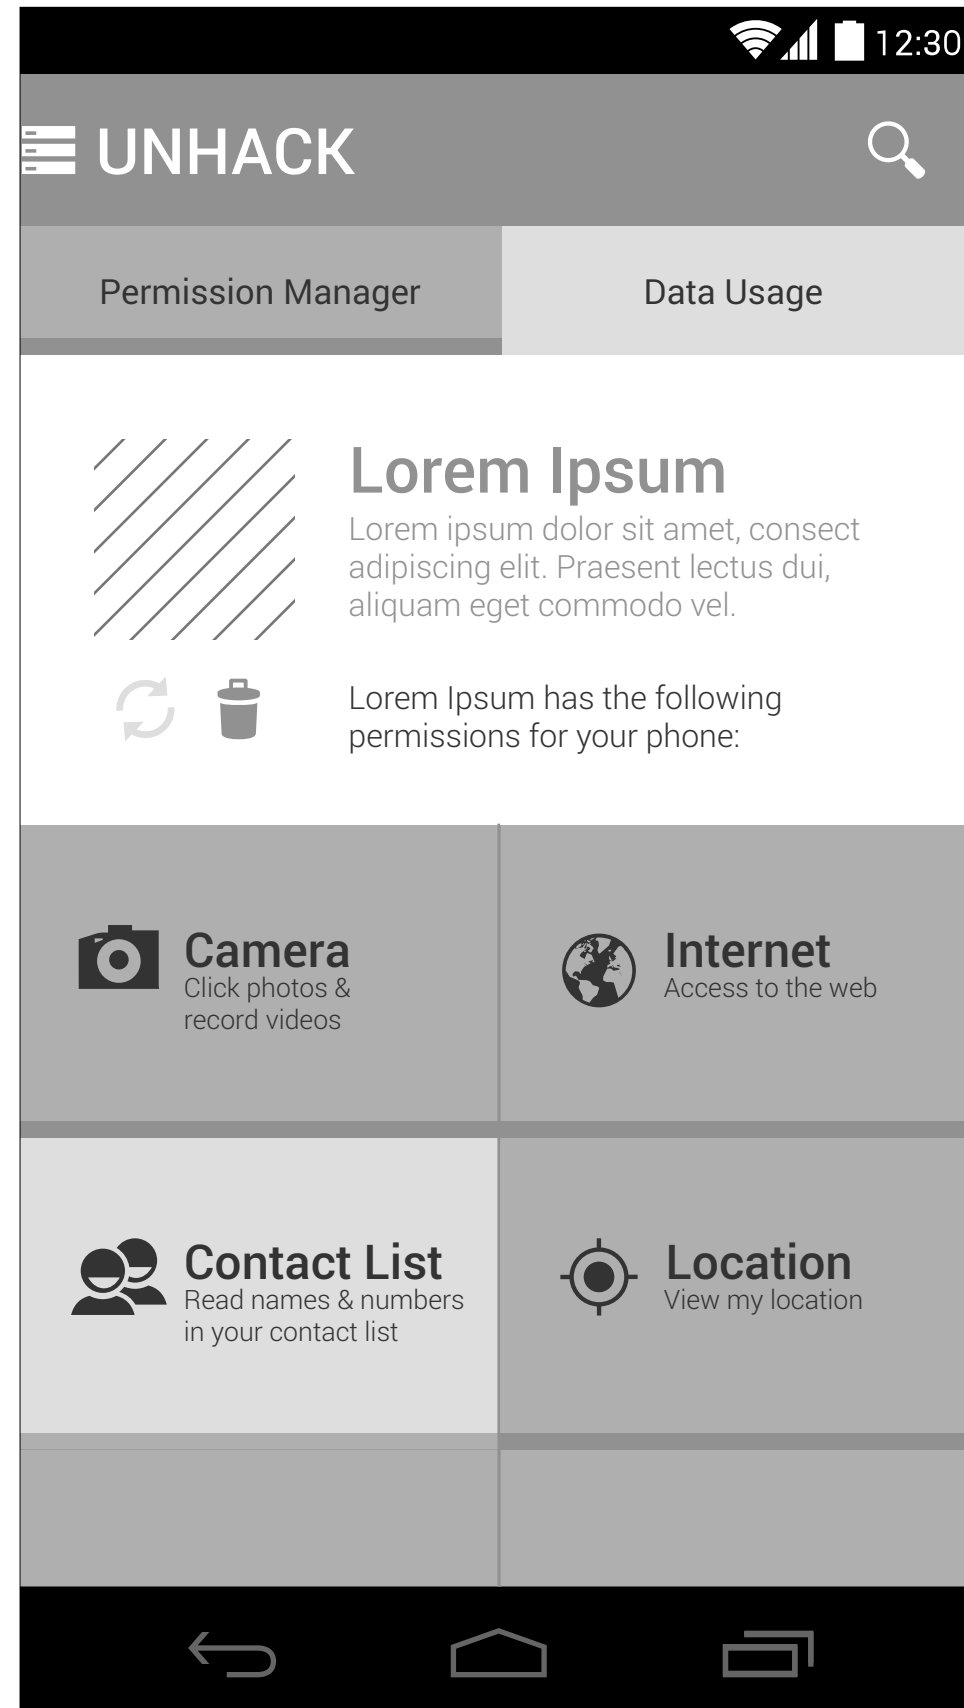 12:30
UNHACK
Permission Manager
Data Usage
Lorem Ipsum
Lorem ipsum dolor sit amet, consect
adipiscing elit. Praesent lectus dui,
aliquam eget commodo vel.
Lorem Ipsum has the following
permissions for your phone:
Camera
Click photos &
record videos
Internet
Access to the web
Contact List
Read names & numbers
in your contact list
Location
View my location